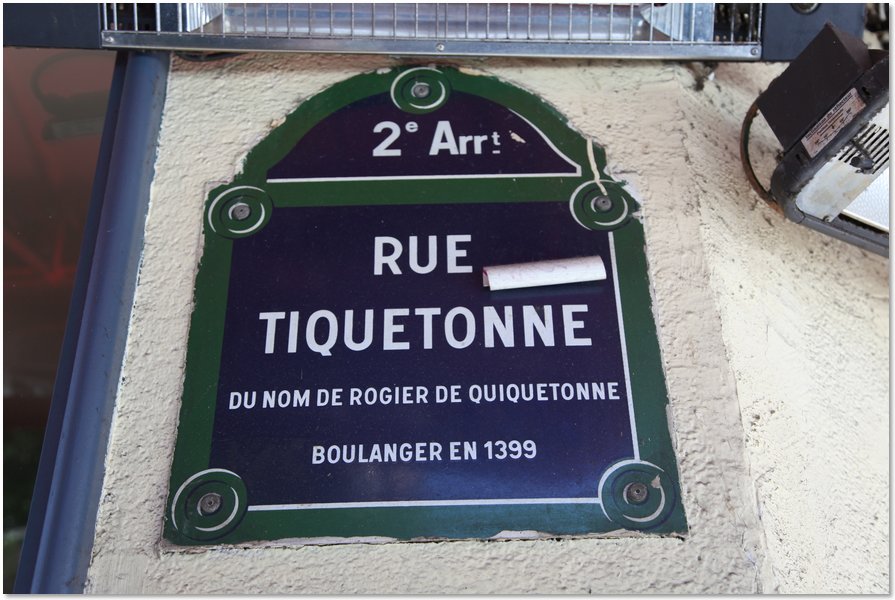 2e Arrt
RUE
TIQUETONNE
DU NOM DE ROGIER DE QUIQUETONNE
BOULANGER EN 1399